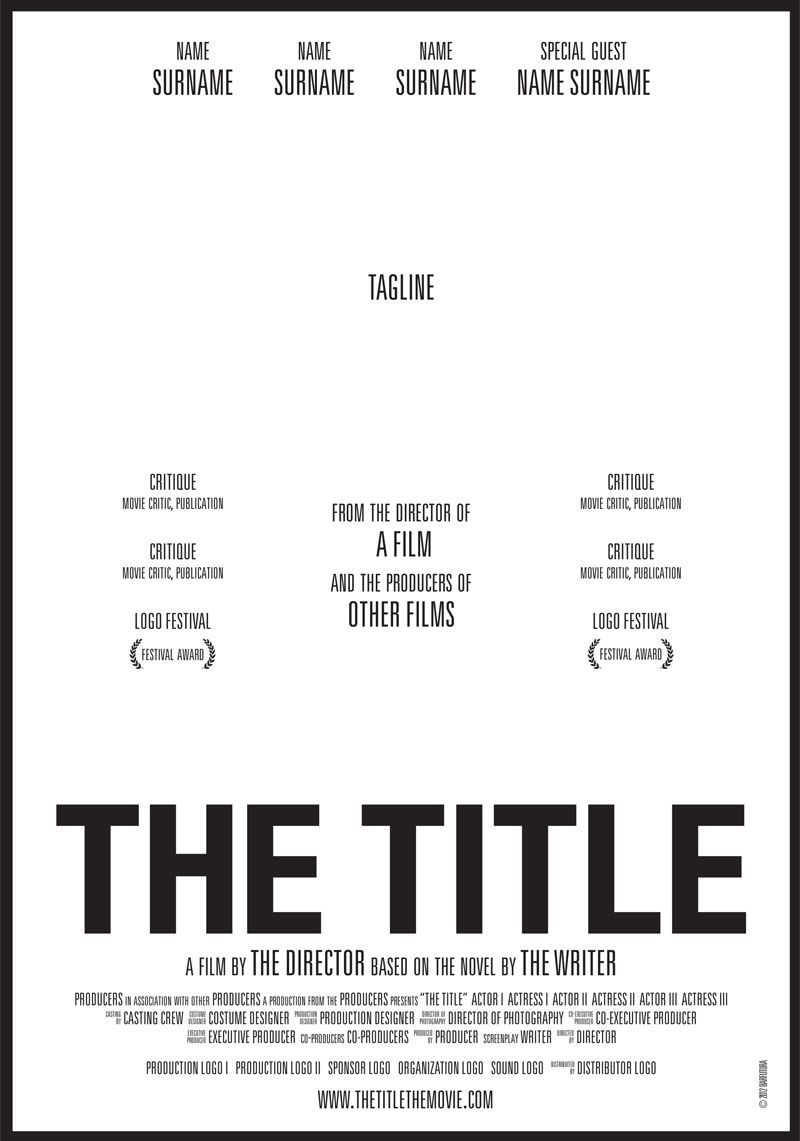 NAME NAME NAME SPECIAL GUEST
SURNAME SURNAME SURNAME NAME SURNAME
TAGLINE
CRITIQUE
MOVIE CRITIC, PUBLICATION
CRITIQUE
MOVIE CRITIC, PUBLICATION
LOGO FESTIVAL
FESTIVAL AWARD
FROM THE DIRECTOR OF
A FILM
AND THE PRODUCERS OF
OTHER FILMS
CRITIQUE
MOVIE CRITIC, PUBLICATION
CRITIQUE
MOVIE CRITIC, PUBLICATION
LOGO FESTIVAL
FESTIVAL AWARD
THE TITLE
A FILM BY THE DIRECTOR BASED ON THE NOVEL BY THE WRITER
PRODUCERS IN ASSOCIATION WITH OTHER PRODUCERS A PRODUCTION FROM THE PRODUCERS PRESENTS “THE TITLE” ACTOR I ACTRESS I ACTOR II ACTRESS II ACTOR III ACTRESS III
CASTING BY CASTING CREW COSTUME DESIGNER COSTUME DESIGNER PRODUCTION DESIGNER PRODUCTION DESIGNER DIRECTOR OF PHOTOGRAPHY DIRECTOR OF PHOTOGRAPHY CO-EXECUTIVE PRODUCER CO-EXECUTIVE PRODUCER
EXECUTIVE PRODUCER EXECUTIVE PRODUCER CO-PRODUCERS CO-PRODUCERS PRODUCED BY PRODUCER SCREENPLAY WRITER DIRECTED BY DIRECTOR
PRODUCTION LOGO I PRODUCTION LOGO II SPONSOR LOGO ORGANIZATION LOGO SOUND LOGO DISTRIBUTED BY DISTRIBUTOR LOGO
WWW.THETITLETHEMOVIE.COM
© 2012 BARFUTURA